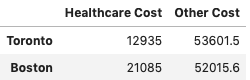 Healthcare Cost Other Cost
Toronto 12935 53601.5
Boston 21085 52015.6